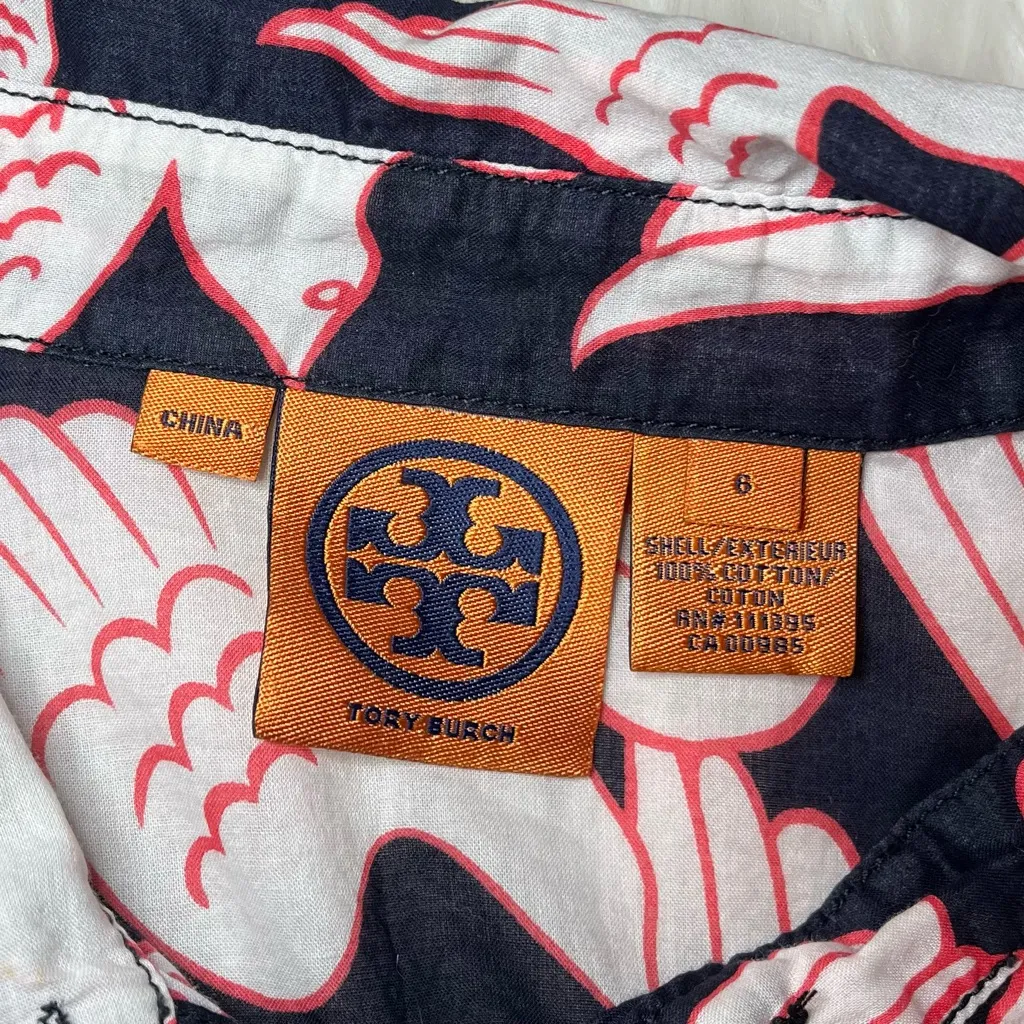 CHINA
TORY BURCH
6
SHELL/EXTERIEUR
100% COTTON/
COTON
RN# 111395
CA 00985